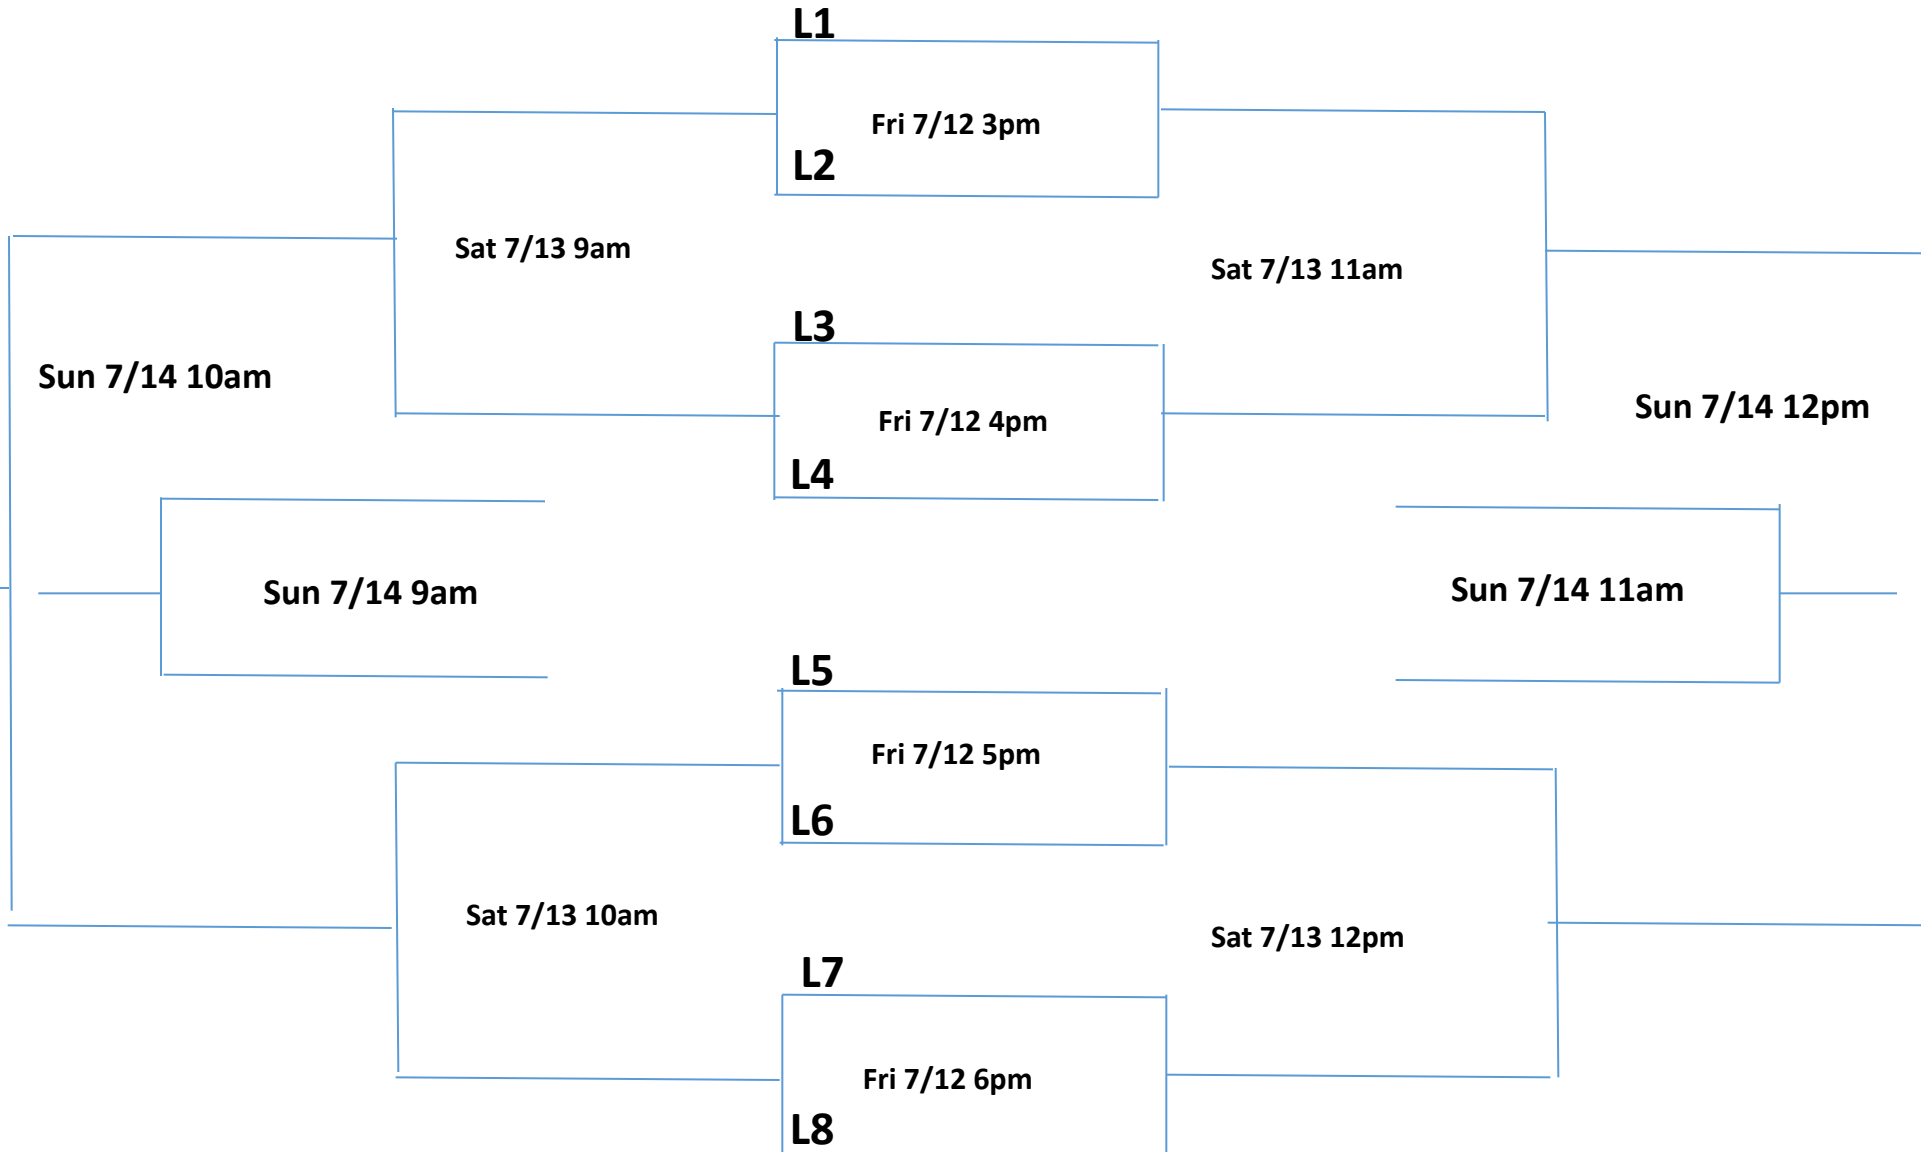 L1
Fri 7/12 3pm
L2
Sat 7/13 9am
Sat 7/13 11am
L3
Sun 7/14 10am
Sun 7/14 12pm
Fri 7/12 4pm
L4
Sun 7/14 9am
Sun 7/14 11am
L5
Fri 7/12 5pm
L6
Sat 7/13 10am
Sat 7/13 12pm
L7
Fri 7/12 6pm
L8